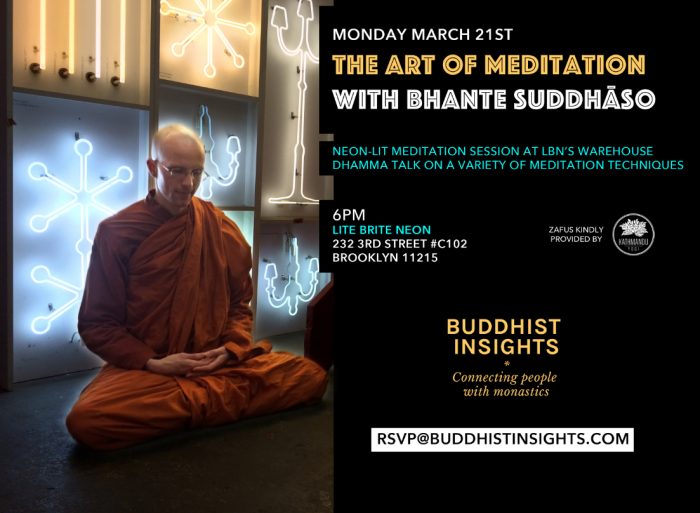 MONDAY MARCH 21ST
THE ART OF MEDITATION
WITH BHANTE SUDDHĀSO
NEON-LIT MEDITATION SESSION AT LBN'S WAREHOUSE
DHAMMA TALK ON A VARIETY OF MEDITATION TECHNIQUES
6PM
LITE BRITE NEON
232 3RD STREET #C102
BROOKLYN 11215
ZAFUS KINDLY
PROVIDED BY
KATHMANDU
YOGI
BUDDHIST
INSIGHTS
*
Connecting people
with monastics
RSVP@BUDDHISTINSIGHTS.COM